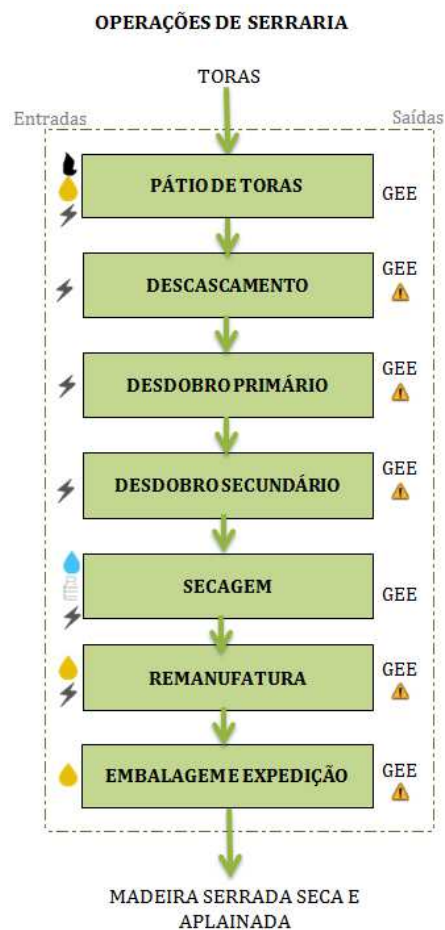 OPERAÇÕES DE SERRARIA
TORAS
Entradas
Saídas
PÁTIO DE TORAS
GEE
DESCASCAMENTO
GEE
DESDOBRO PRIMÁRIO
GEE
DESDOBRO SECUNDÁRIO
GEE
SECAGEM
GEE
REMANUFATURA
GEE
EMBALAGEM E EXPEDIÇÃO
GEE
MADEIRA SERRADA SECA E
APLAINADA